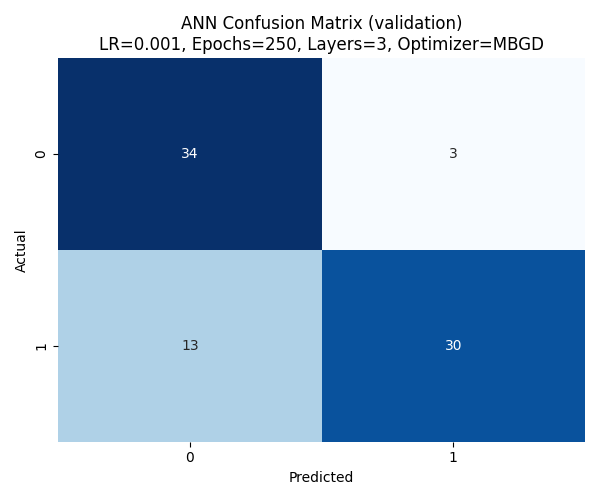 ANN Confusion Matrix (validation)
LR=0.001, Epochs=250, Layers=3, Optimizer=MBGD
0
34
3
Actual
1
13
30
0
1
Predicted